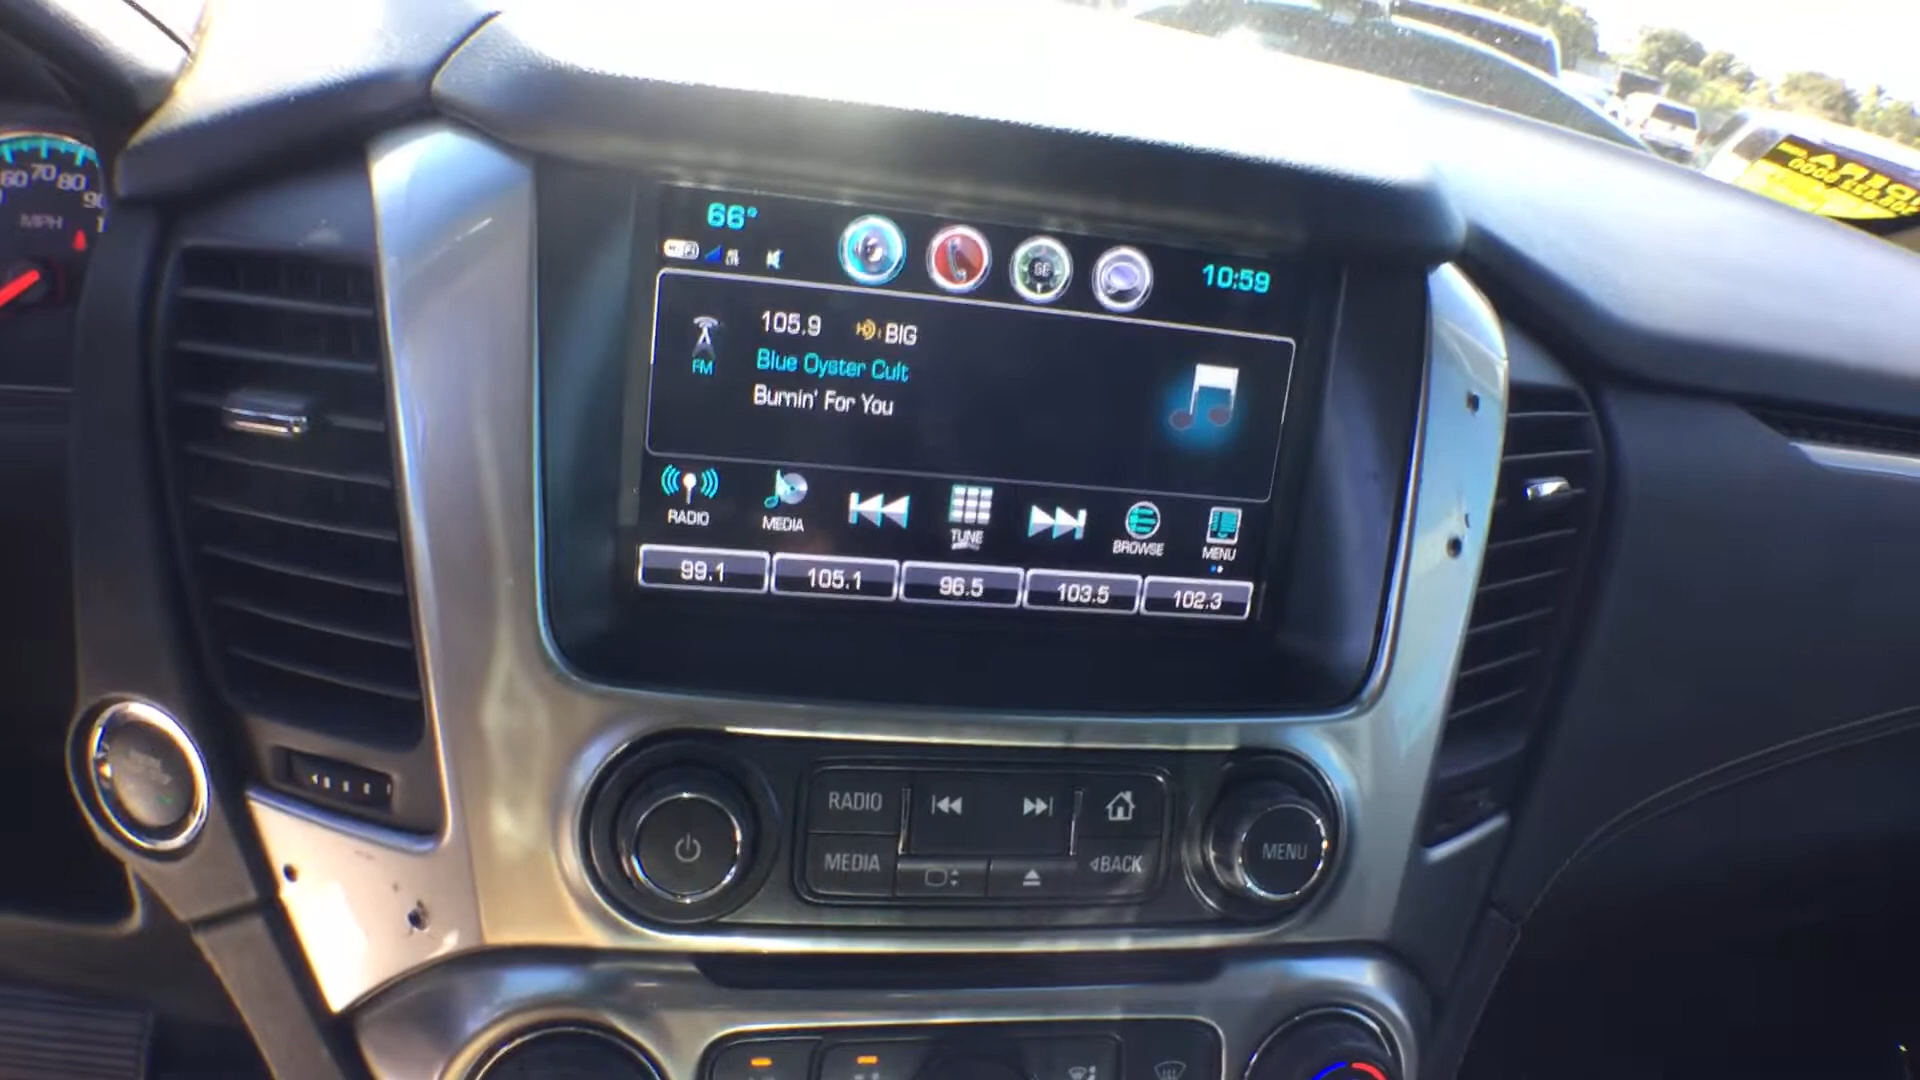 60 70 80
MPH
66°
WiFi
10:59
105.9 BIG
FM
Blue Oyster Cult
Burnin' For You
RADIO MEDIA TUNE BROWSE MENU
99.1 105.1 96.5 103.5 102.3
RADIO
MEDIA
BACK
MENU